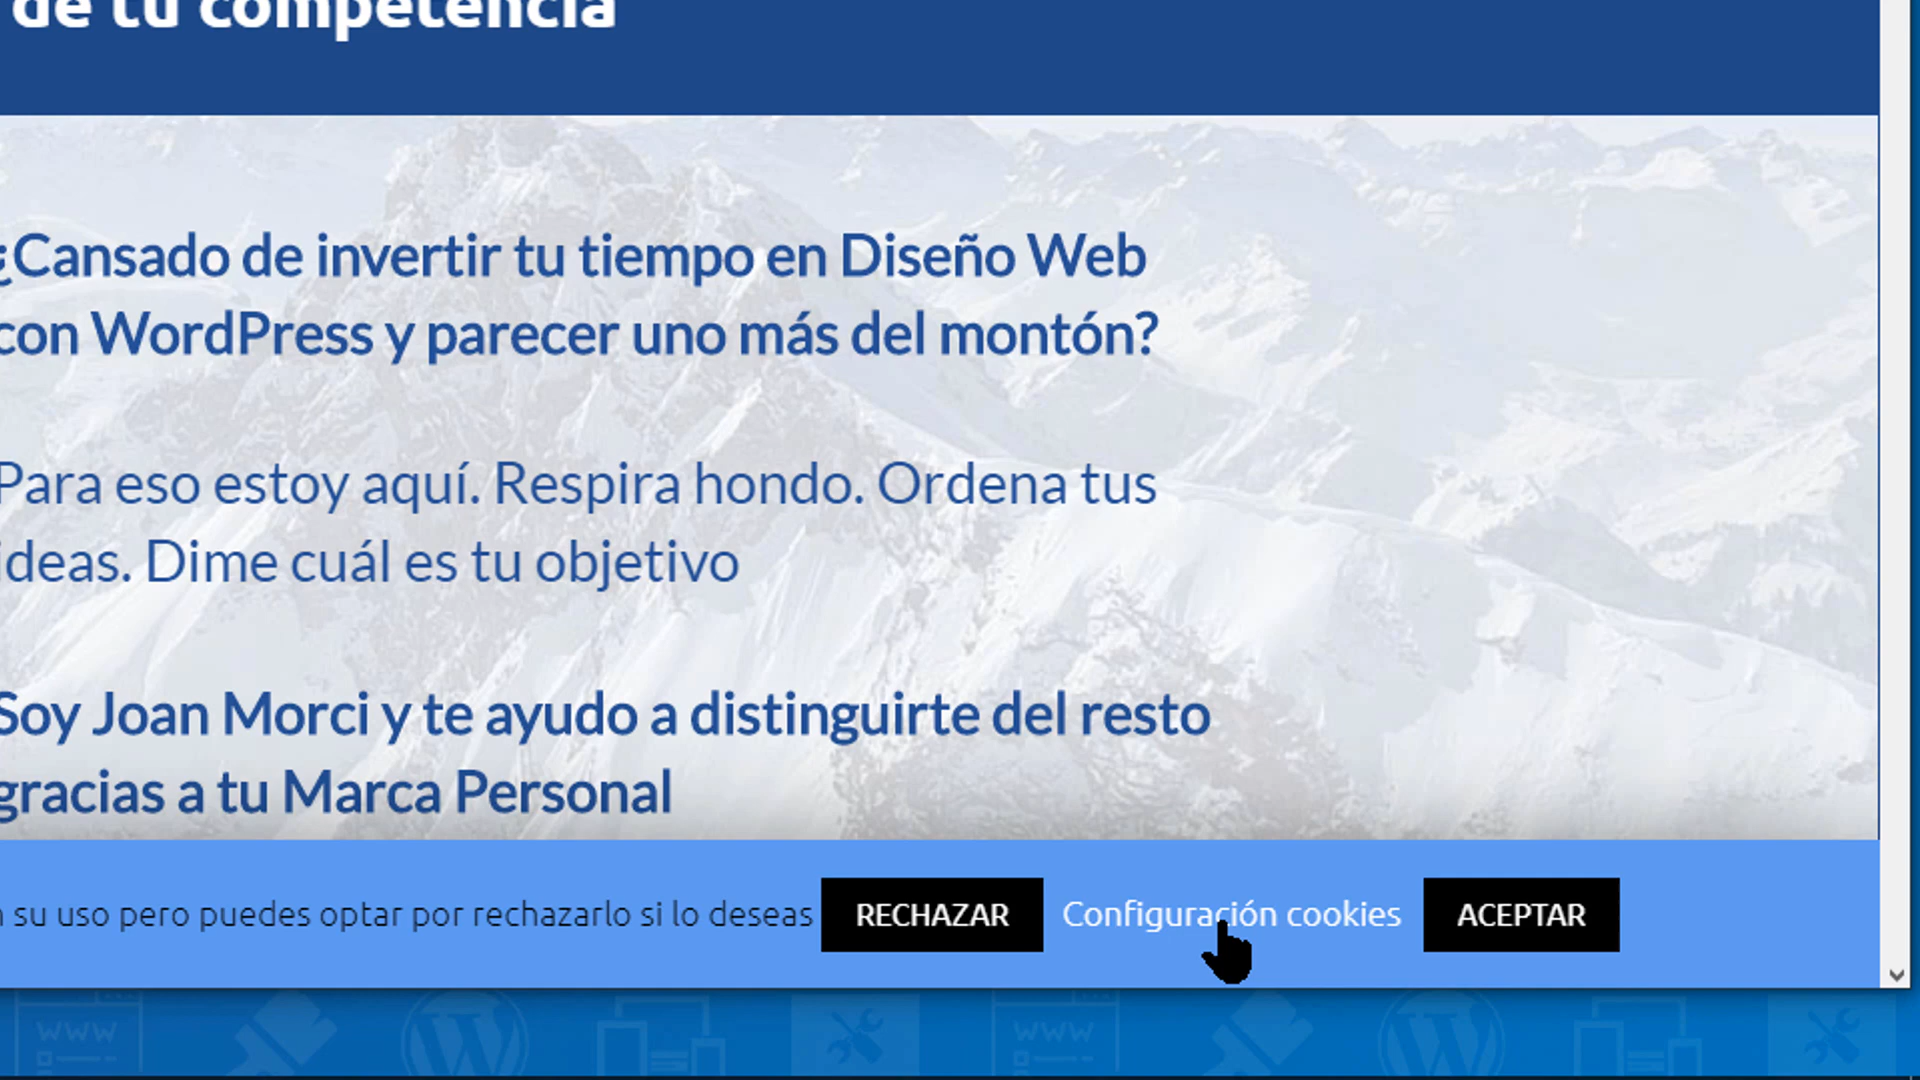 de tu competencia
¿Cansado de invertir tu tiempo en Diseño Web
con WordPress y parecer uno más del montón?
Para eso estoy aquí. Respira hondo. Ordena tus
ideas. Dime cuál es tu objetivo
Soy Joan Morci y te ayudo a distinguirte del resto
gracias a tu Marca Personal
su uso pero puedes optar por rechazarlo si lo deseas RECHAZAR Configuración cookies ACEPTAR
www www